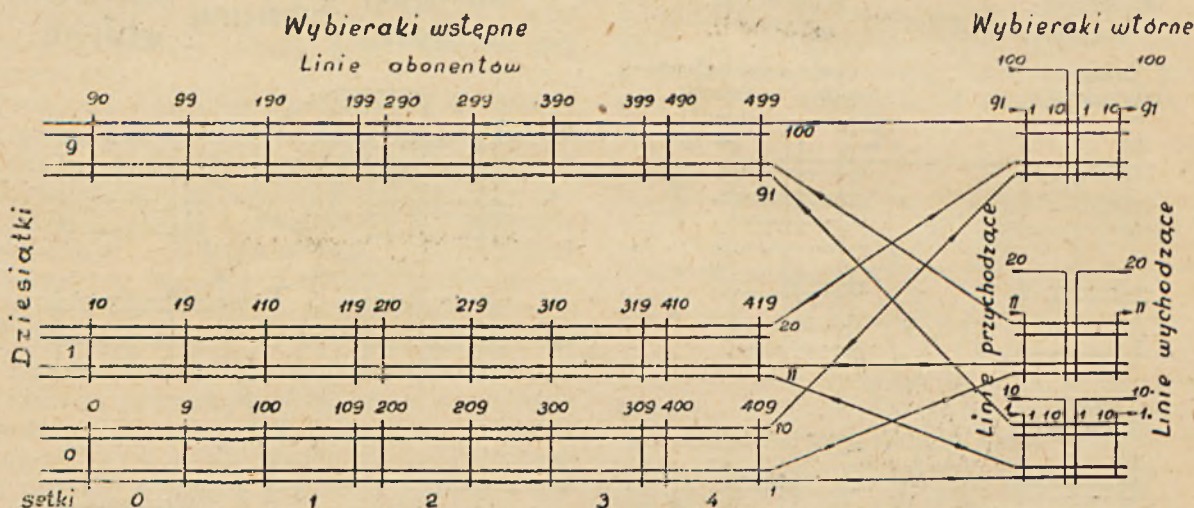 Wybieraki wstępne
Wybieraki wtórne
Linie abonentów
100 100
90 99 190 199 290 299 390 399 490 499
91 1 10 1 10 91
9 100
91
Dziesiątki
Linie przychodzące
Linie wychodzące
20 20
10 19 110 119 210 219 310 319 410 419
11 11
20
1
11
0 9 100 109 200 209 300 309 400 409
10 10
1 1 10 1 10 1
10
0
1
setki 0 1 2 3 4